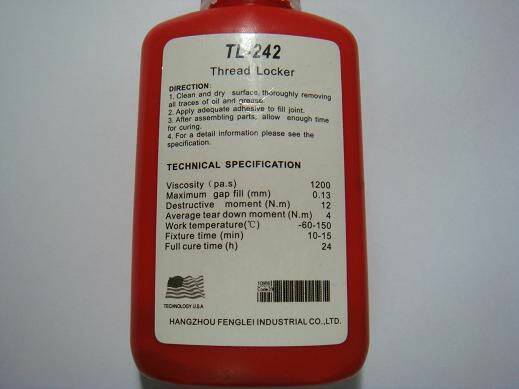 TL-242
Thread Locker
DIRECTION:
1. Clean and dry surface, thoroughly removing
all traces of oil and grease.
2. Apply adequate adhesive to fill joint.
3. After assembling parts, allow enough time
for curing.
4. For a detail information please see the
specification.
TECHNICAL SPECIFICATION
Viscosity (pa.s) 1200
Maximum gap fill (mm) 0.13
Destructive moment (N.m) 12
Average tear down moment (N.m) 4
Work temperature(℃) -60-150
Fixture time (min) 10-15
Full cure time (h) 24
TECHNOLOGY U.S.A
HANGZHOU FENGLEI INDUSTRIAL CO.,LTD.